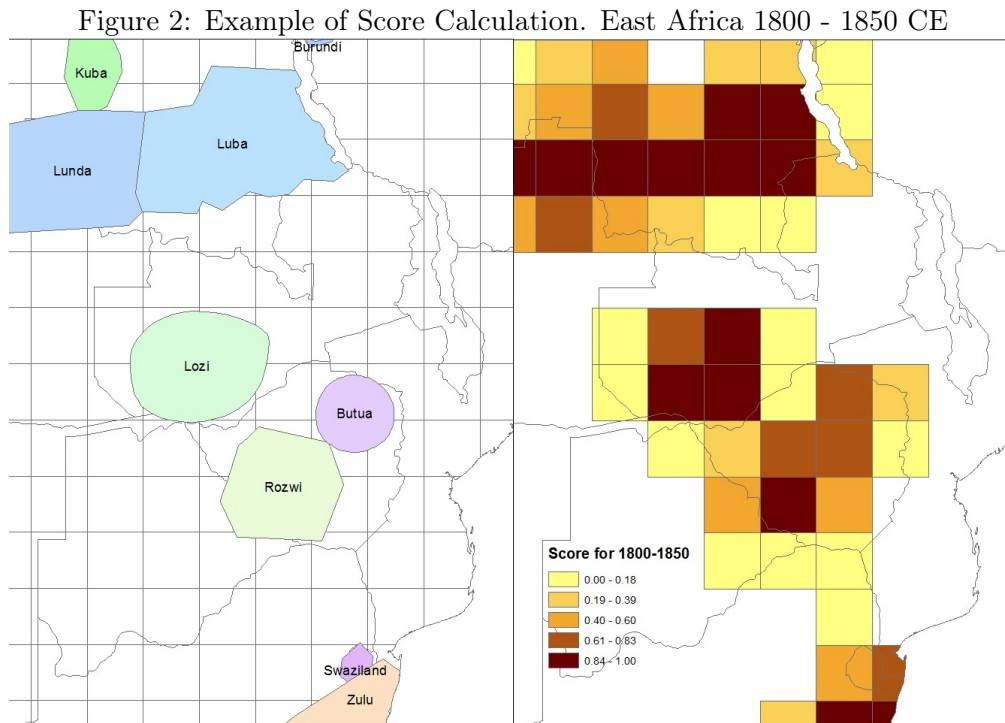 Figure 2: Example of Score Calculation. East Africa 1800 - 1850 CE
Burundi
Kuba
Luba
Lunda
Lozi
Butua
Rozwi
Swaziland
Zulu
Score for 1800-1850
0.00 - 0.18
0.19 - 0.39
0.40 - 0.60
0.61 - 0.83
0.84 - 1.00